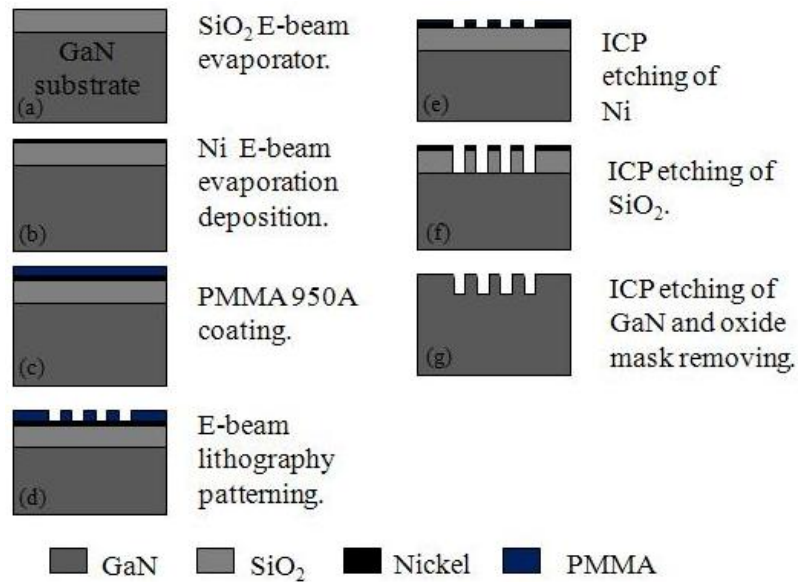 GaN
substrate
(a)
SiO2 E-beam
evaporator.
(b)
Ni E-beam
evaporation
deposition.
(c)
PMMA 950A
coating.
(d)
E-beam
lithography
patterning.
(e)
ICP
etching of
Ni
(f)
ICP etching of
SiO2.
(g)
ICP etching of
GaN and oxide
mask removing.
GaN SiO2 Nickel PMMA